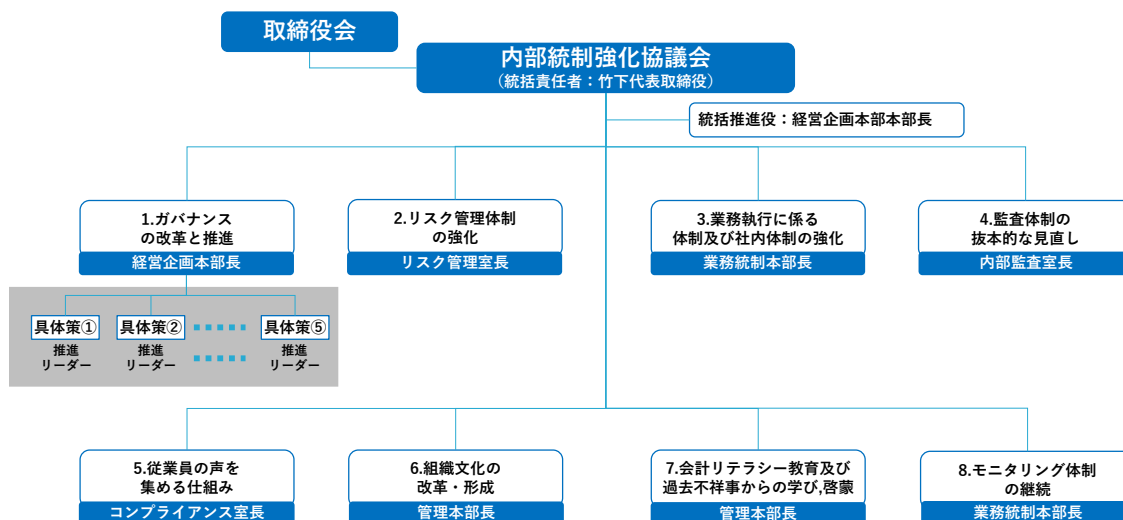 取締役会
内部統制強化協議会
（統括責任者：竹下代表取締役）
統括推進役：経営企画本部本部長
1.ガバナンス
の改革と推進
経営企画本部長
2.リスク管理体制
の強化
リスク管理室長
3.業務執行に係る
体制及び社内体制の強化
業務統制本部長
4.監査体制の
抜本的な見直し
内部監査室長
具体策① 具体策② 具体策⑤
推進 推進 推進
リーダー リーダー リーダー
5.従業員の声を
集める仕組み
コンプライアンス室長
6.組織文化の
改革・形成
管理本部長
7.会計リテラシー教育及び
過去不祥事からの学び,啓蒙
管理本部長
8.モニタリング体制
の継続
業務統制本部長